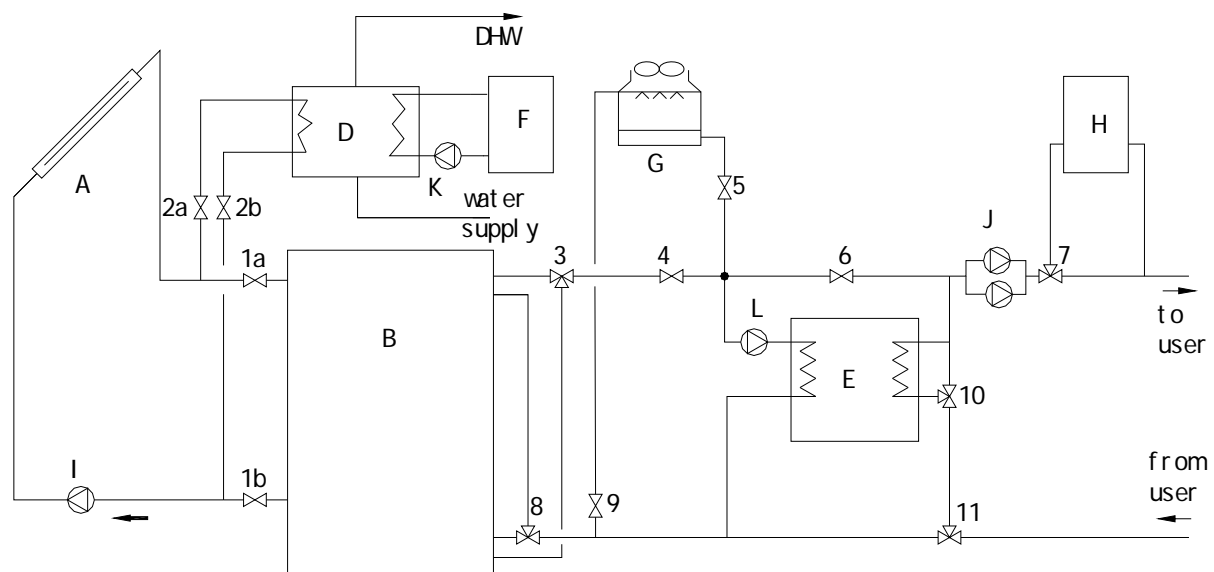 DHW
D
F
H
G
A
K
water
supply
2a
2b
5
J
1a
3
4
6
7
L
to
user
B
E
10
I
1b
8
9
11
from
user